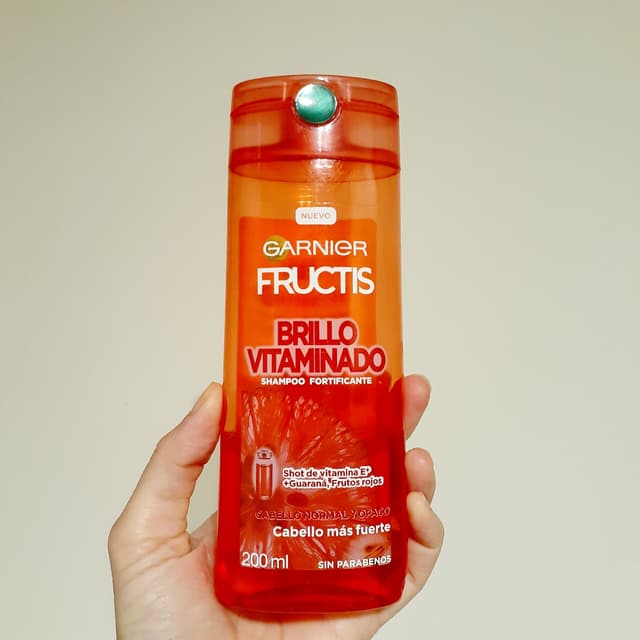 NUEVO
GARNIER
FRUCTIS
BRILLO
VITAMINADO
SHAMPOO FORTIFICANTE
Shot de vitamina E*
+Guaraná, Frutos rojos
CABELLO NORMAL Y OPACO
Cabello más fuerte
200 ml SIN PARABENOS